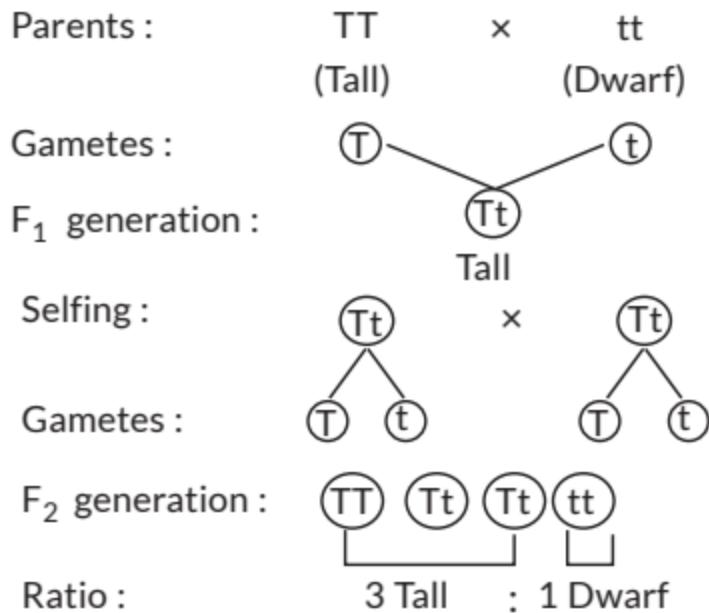 Parents : TT × tt
(Tall) (Dwarf)
Gametes : T t
F₁ generation : Tt
Tall
Selfing : Tt × Tt
Gametes : T t T t
F₂ generation : TT Tt Tt tt
Ratio : 3 Tall : 1 Dwarf